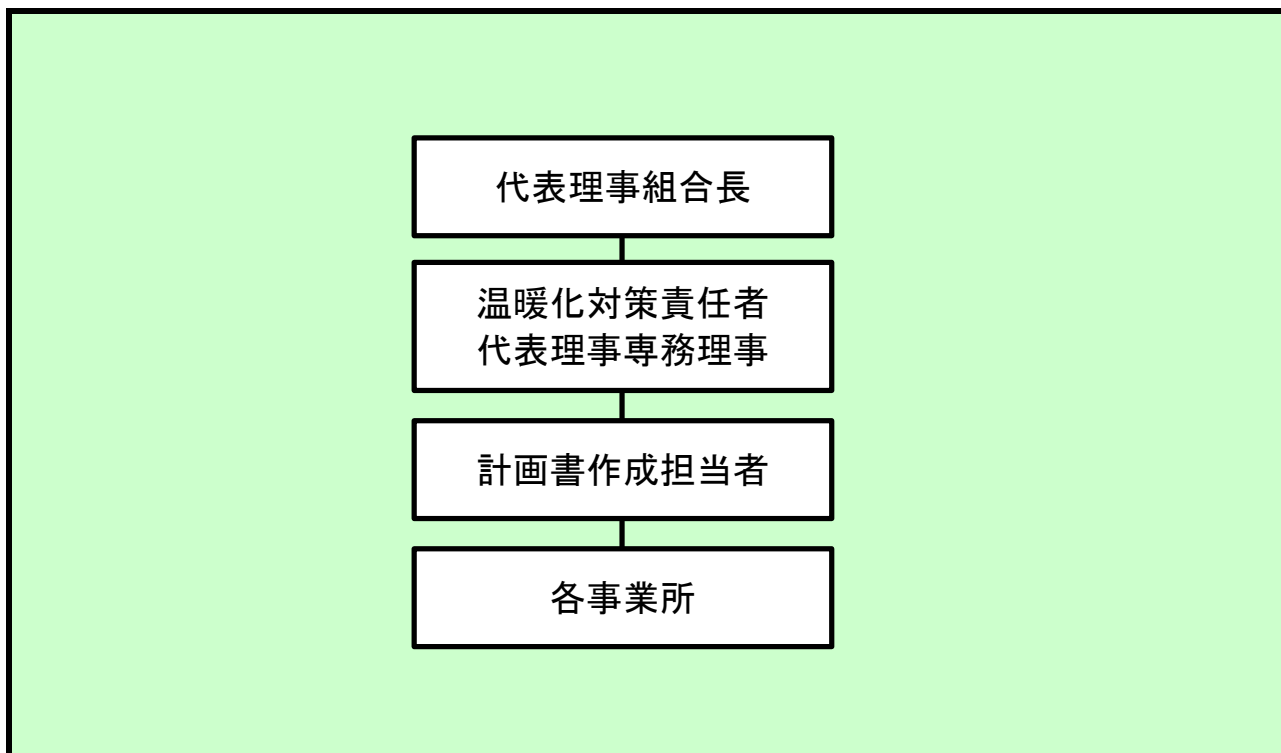 代表理事組合長
温暖化対策責任者
代表理事専務理事
計画書作成担当者
各事業所